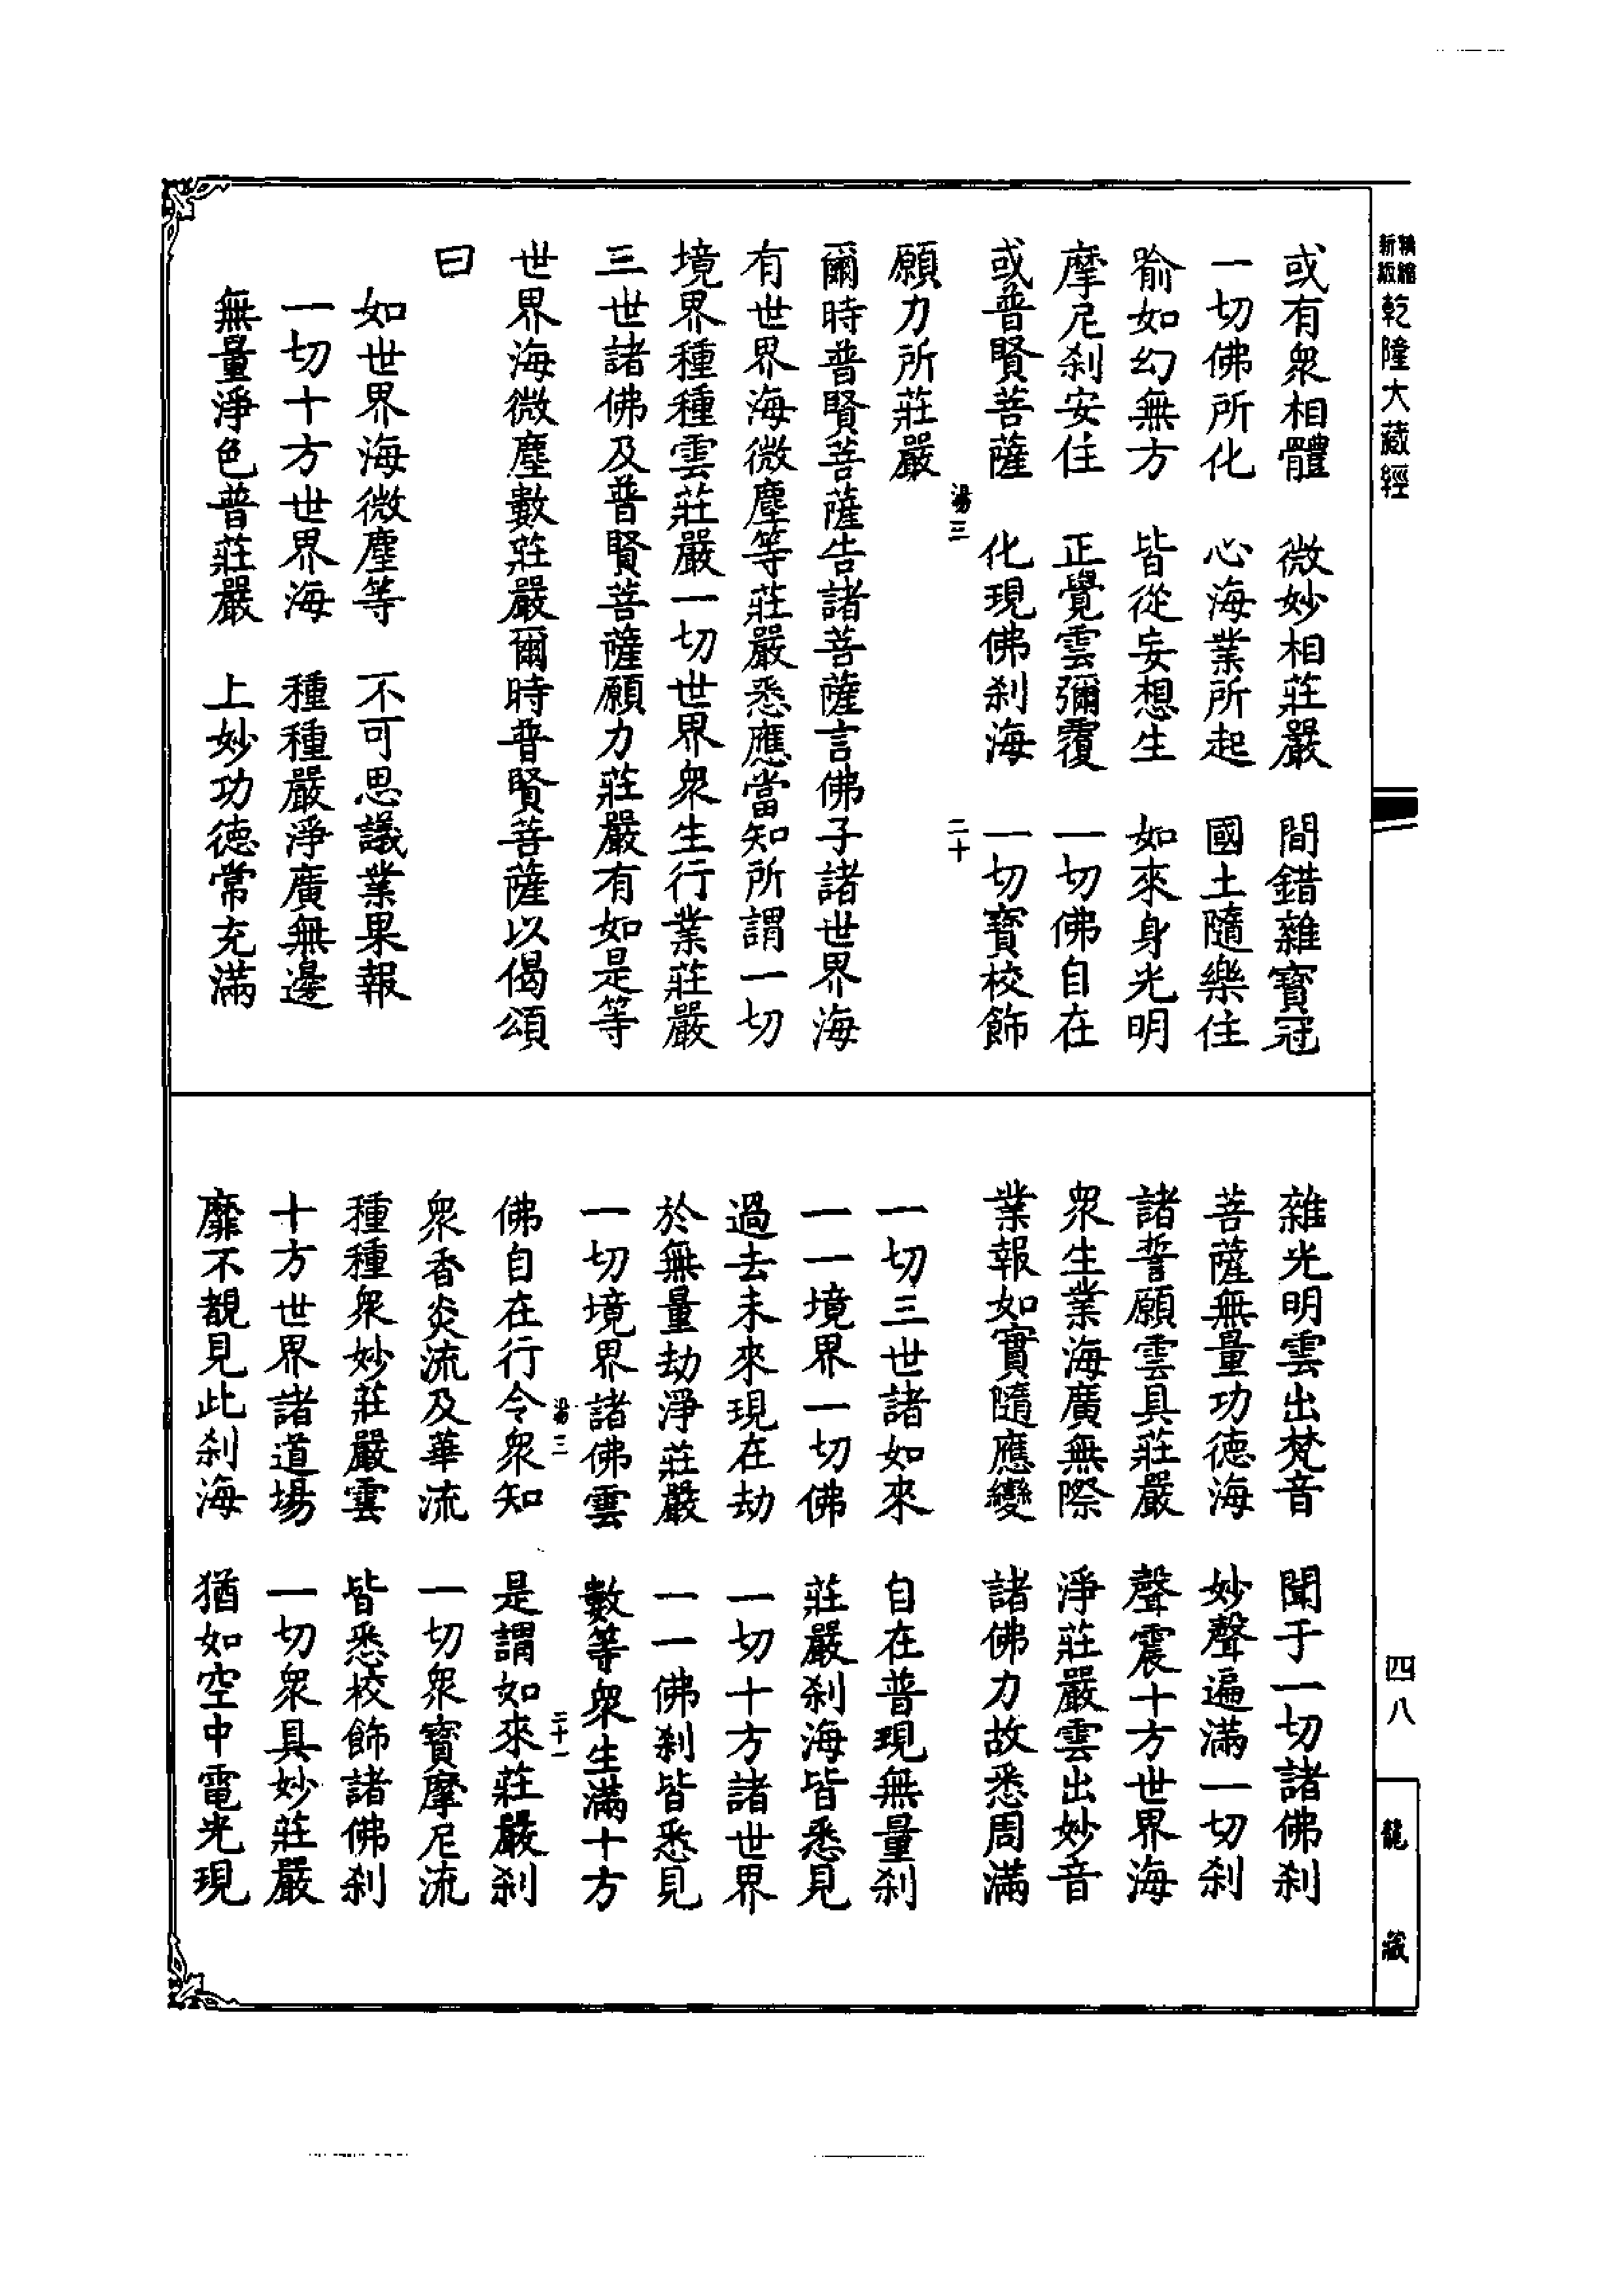 新版精縮乾隆大藏經
或有衆相體　微妙相莊嚴　間錯雜寶冠
一切佛所化　心海業所起　國土隨樂住
喻如幻無方　皆從妄想生　如來身光明
摩尼刹安住　正覺雲彌覆　一切佛自在
或普賢菩薩　化現佛刹海　一切寶校飾
湯三　二十
願力所莊嚴
爾時普賢菩薩告諸菩薩言佛子諸世界海
有世界海微塵等莊嚴悉應當知所謂一切
境界種種雲莊嚴一切世界衆生行業莊嚴
三世諸佛及普賢菩薩願力莊嚴有如是等
世界海微塵數莊嚴爾時普賢菩薩以偈頌
曰
如世界海微塵等　不可思議業果報
一切十方世界海　種種嚴淨廣無邊
無量淨色普莊嚴　上妙功德常充滿
雜光明雲出梵音　聞于一切諸佛刹
菩薩無量功德海　妙聲遍滿一切刹
諸誓願雲具莊嚴　聲震十方世界海
衆生業海廣無際　淨莊嚴雲出妙音
業報如實隨應變　諸佛力故悉周滿
一切三世諸如來　自在普現無量刹
一一境界一切佛　莊嚴刹海皆悉見
過去未來現在劫　一切十方諸世界
於無量劫淨莊嚴　一一佛刹皆悉見
一切境界諸佛雲　數等衆生滿十方
湯三　二十一
佛自在行令衆知　是謂如來莊嚴刹
衆香炎流及華流　一切衆寶摩尼流
種種衆妙莊嚴雲　皆悉校飾諸佛刹
十方世界諸道場　一切衆具妙莊嚴
靡不覩見此刹海　猶如空中電光現
四八
龍藏